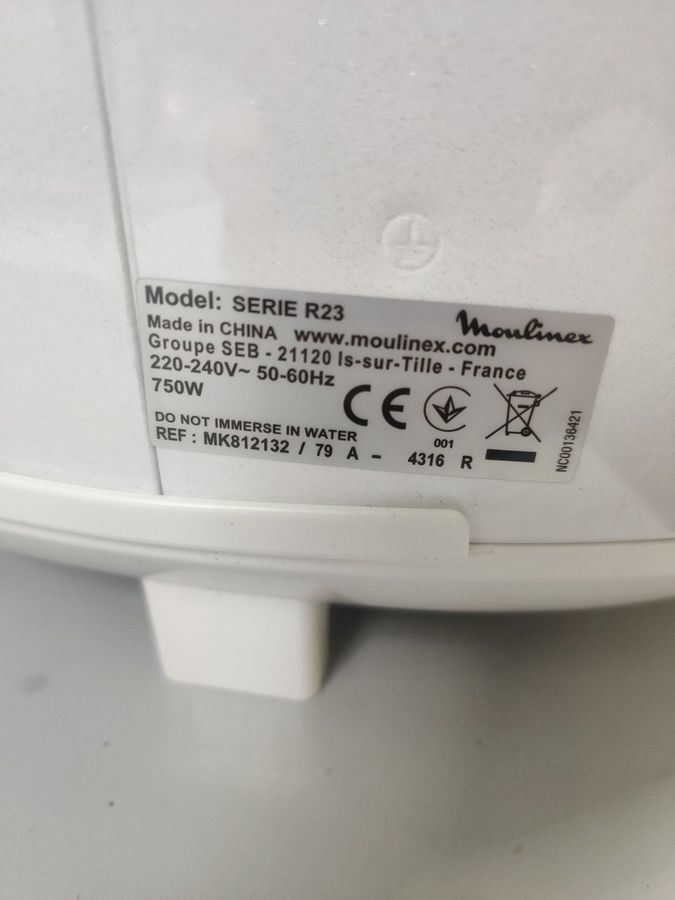 Model: SERIE R23
Moulinex
Made in CHINA www.moulinex.com
Groupe SEB - 21120 Is-sur-Tille - France
220-240V~ 50-60Hz
750W
CE
001
DO NOT IMMERSE IN WATER
REF : MK812132 / 79 A - 4316 R
NC00136421